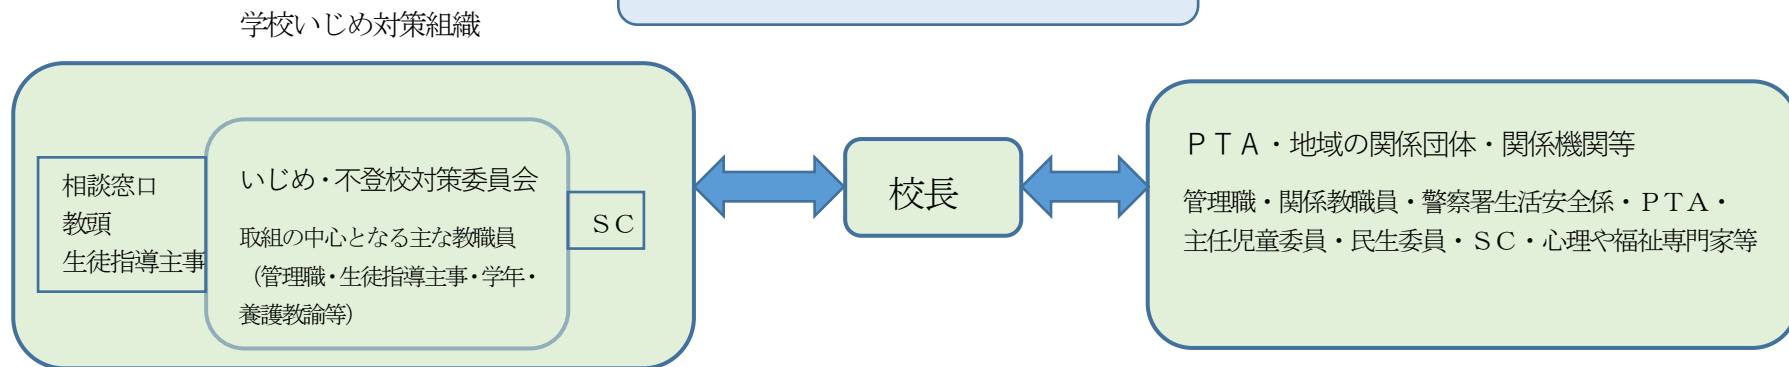 学校いじめ対策組織
相談窓口
教頭
生徒指導主事
いじめ・不登校対策委員会
取組の中心となる主な教職員
（管理職・生徒指導主事・学年・
養護教諭等）
ＳＣ
校長
ＰＴＡ・地域の関係団体・関係機関等
管理職・関係教職員・警察署生活安全係・ＰＴＡ・
主任児童委員・民生委員・ＳＣ・心理や福祉専門家等